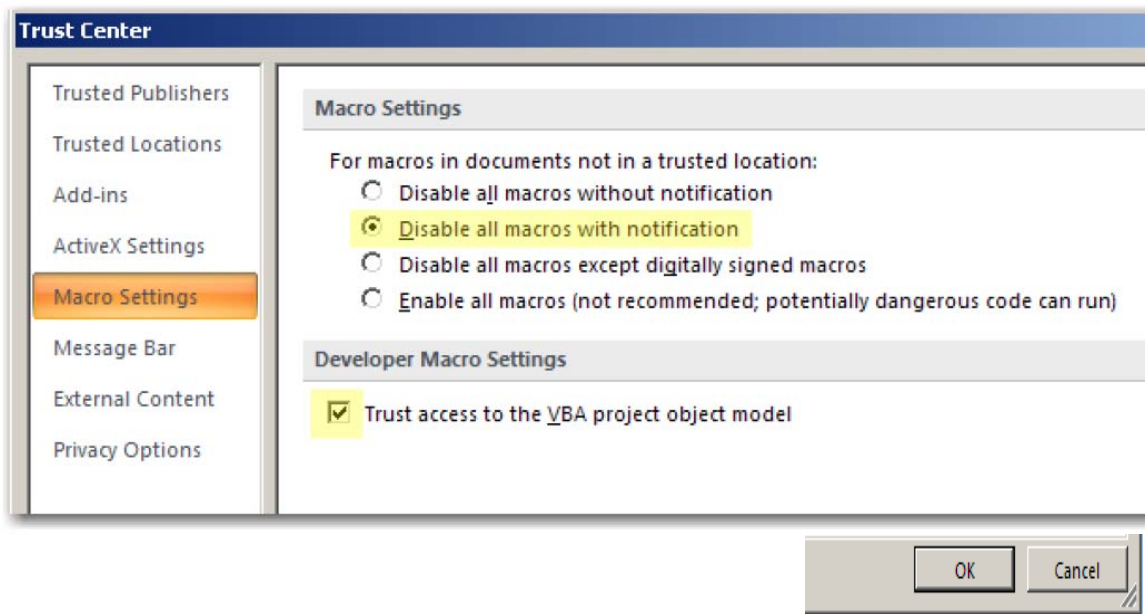 Trust Center
Trusted Publishers
Trusted Locations
Add-ins
ActiveX Settings
Macro Settings
Message Bar
External Content
Privacy Options
Macro Settings
For macros in documents not in a trusted location:
Disable all macros without notification
Disable all macros with notification
Disable all macros except digitally signed macros
Enable all macros (not recommended; potentially dangerous code can run)
Developer Macro Settings
Trust access to the VBA project object model
OK
Cancel